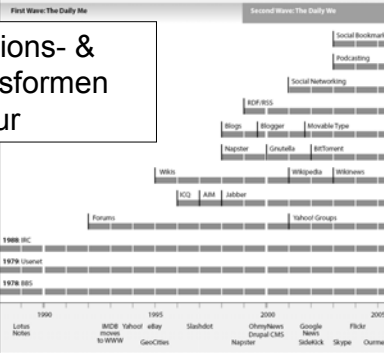 First Wave: The Daily Me
Second Wave: The Daily We
ions- &
sformen
ur
Social Bookmark
Podcasting
Social Networking
RDF/RSS
Blogs Blogger Movable Type
Napster Gnutella BitTorrent
Wikis Wikipedia Wikinews
ICQ AIM Jabber
Forums Yahoo! Groups
1988: IRC
1979: Usenet
1978: BBS
1990 1995 2000 2005
Lotus Notes
IMDB moves to WWW
Yahoo!
GeoCities
eBay
Slashdot
Napster
OhmyNews
Drupal CMS
Google News
SideKick
Skype
Flickr
Ourme